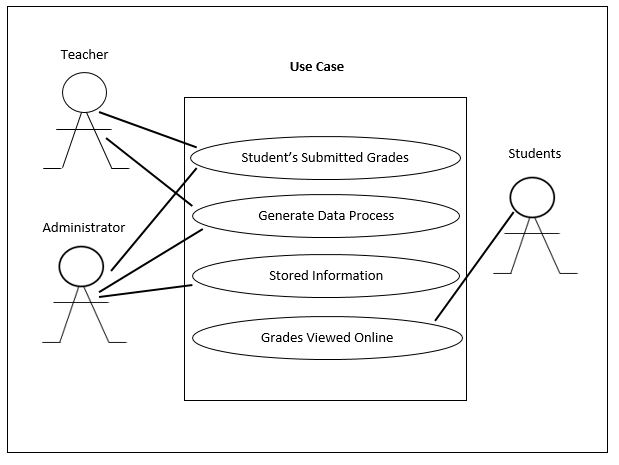 Teacher
Use Case
Student's Submitted Grades
Students
Generate Data Process
Administrator
Stored Information
Grades Viewed Online